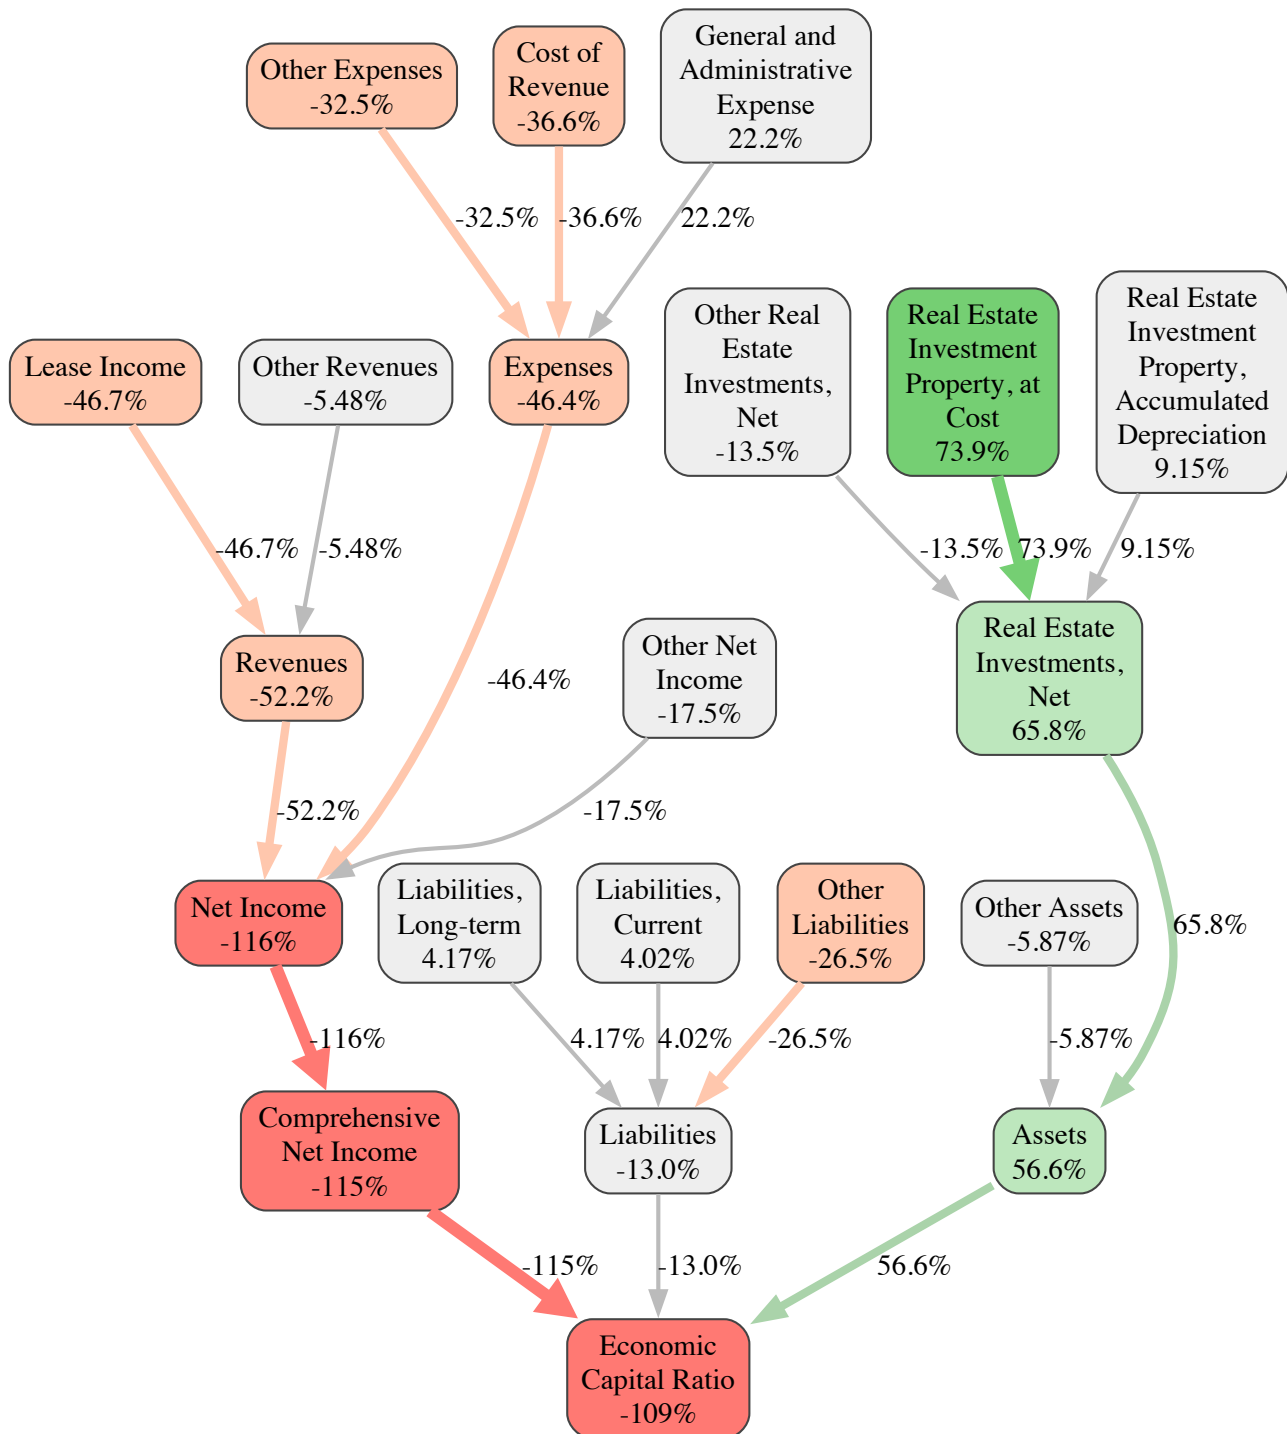 Other Expenses
-32.5%
Cost of
Revenue
-36.6%
General and
Administrative
Expense
22.2%
-32.5%
-36.6%
22.2%
Lease Income
-46.7%
Other Revenues
-5.48%
Expenses
-46.4%
Other Real
Estate
Investments,
Net
-13.5%
Real Estate
Investment
Property, at
Cost
73.9%
Real Estate
Investment
Property,
Accumulated
Depreciation
9.15%
-46.7%
-5.48%
-13.5%
73.9%
9.15%
Revenues
-52.2%
-46.4%
Other Net
Income
-17.5%
Real Estate
Investments,
Net
65.8%
-52.2%
-17.5%
Net Income
-116%
Liabilities,
Long-term
4.17%
Liabilities,
Current
4.02%
Other
Liabilities
-26.5%
Other Assets
-5.87%
65.8%
-116%
4.17%
4.02%
-26.5%
-5.87%
Comprehensive
Net Income
-115%
Liabilities
-13.0%
Assets
56.6%
-115%
-13.0%
56.6%
Economic
Capital Ratio
-109%